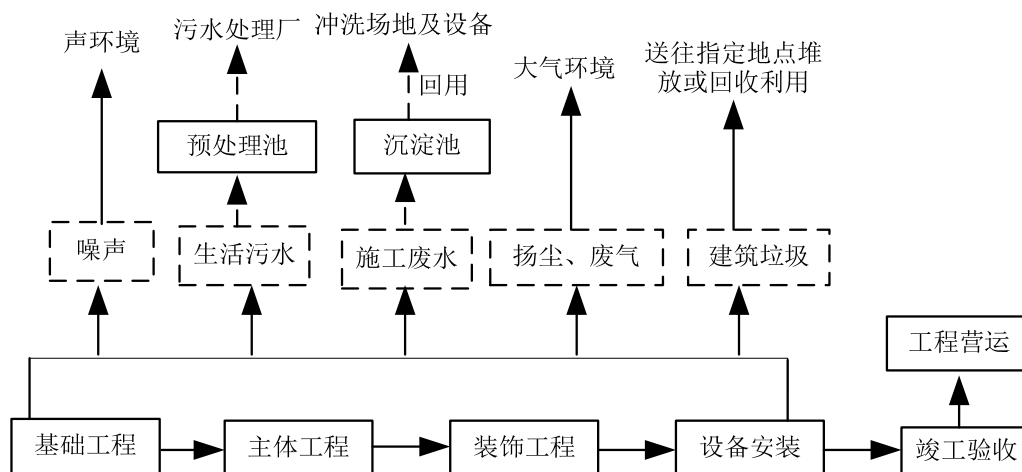 声环境
污水处理厂
冲洗场地及设备
大气环境
送往指定地点堆
放或回收利用
回用
预处理池
沉淀池
噪声
生活污水
施工废水
扬尘、废气
建筑垃圾
工程营运
基础工程
主体工程
装饰工程
设备安装
竣工验收